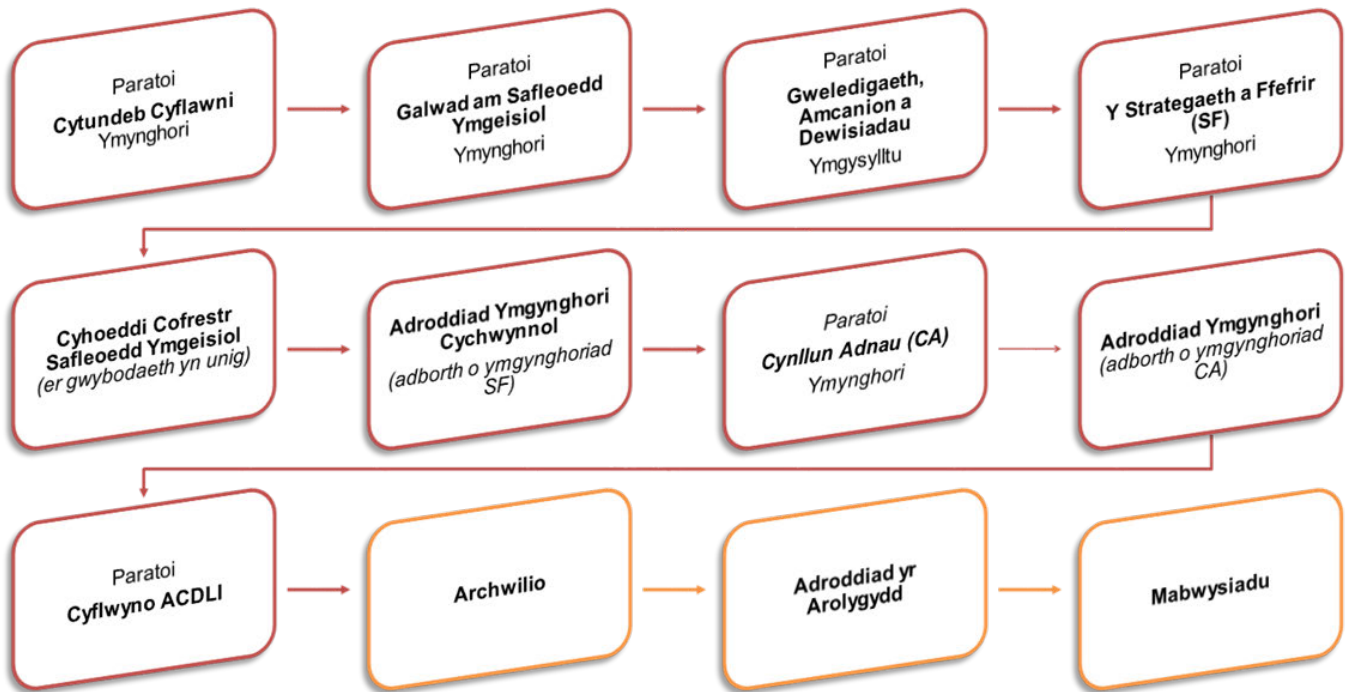 Paratoi
Cytundeb Cyflawni
Ymynghori
Paratoi
Galwad am Safleoedd
Ymgeisiol
Ymynghori
Paratoi
Gweledigaeth,
Amcanion a
Dewisiadau
Ymgysylltu
Paratoi
Y Strategaeth a Ffefrir
(SF)
Ymynghori
Cyhoeddi Cofrestr
Safleoedd Ymgeisiol
(er gwybodaeth yn unig)
Adroddiad Ymgynghori
Cychwynnol
(adborth o ymgynghoriad
SF)
Paratoi
Cynllun Adnau (CA)
Ymynghori
Adroddiad Ymgynghori
(adborth o ymgynghoriad
CA)
Paratoi
Cyflwyno ACDLI
Archwilio
Adroddiad yr
Arolygydd
Mabwysiadu